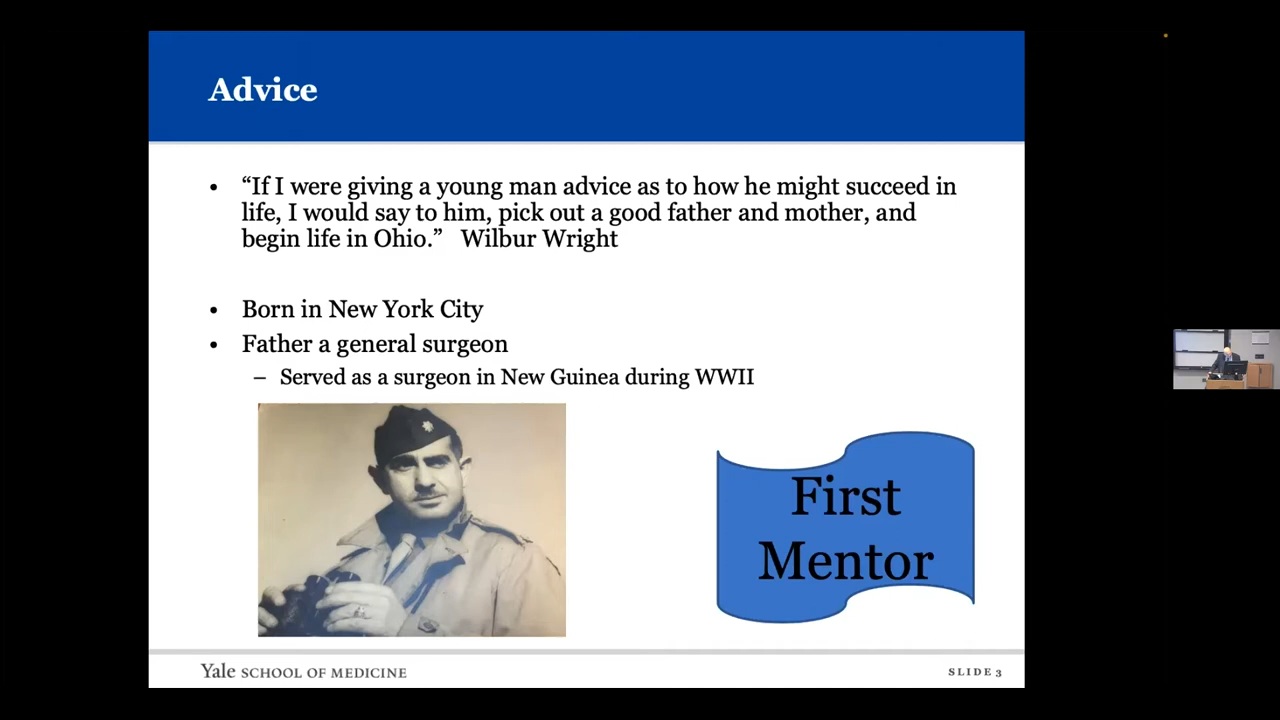 Advice
• “If I were giving a young man advice as to how he might succeed in
life, I would say to him, pick out a good father and mother, and
begin life in Ohio.” Wilbur Wright
• Born in New York City
• Father a general surgeon
– Served as a surgeon in New Guinea during WWII
First
Mentor
Yale SCHOOL OF MEDICINE
SLIDE 3